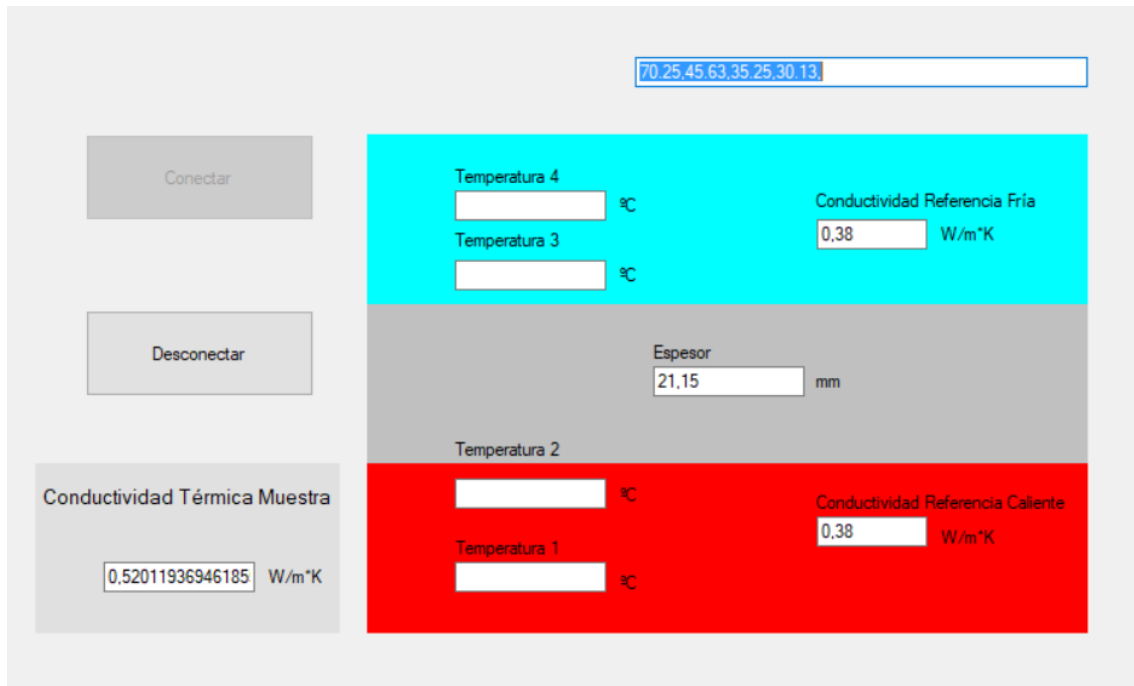 70.25,45.63,35.25,30.13,
Conectar
Temperatura 4
ºC
Conductividad Referencia Fría
0,38 W/m*K
Temperatura 3
ºC
Desconectar
Espesor
21,15 mm
Temperatura 2
ºC
Conductividad Térmica Muestra
0,52011936946185 W/m*K
Conductividad Referencia Caliente
0,38 W/m*K
Temperatura 1
ºC